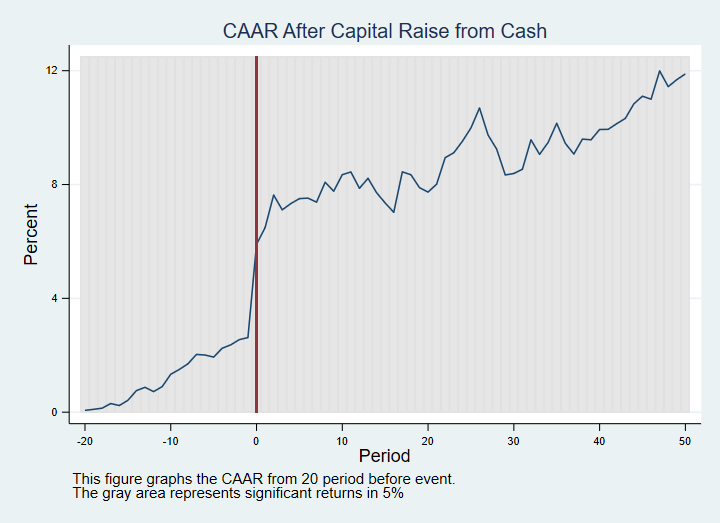 CAAR After Capital Raise from Cash
12
8
4
0
Percent
-20 -10 0 10 20 30 40 50
Period
This figure graphs the CAAR from 20 period before event.
The gray area represents significant returns in 5%